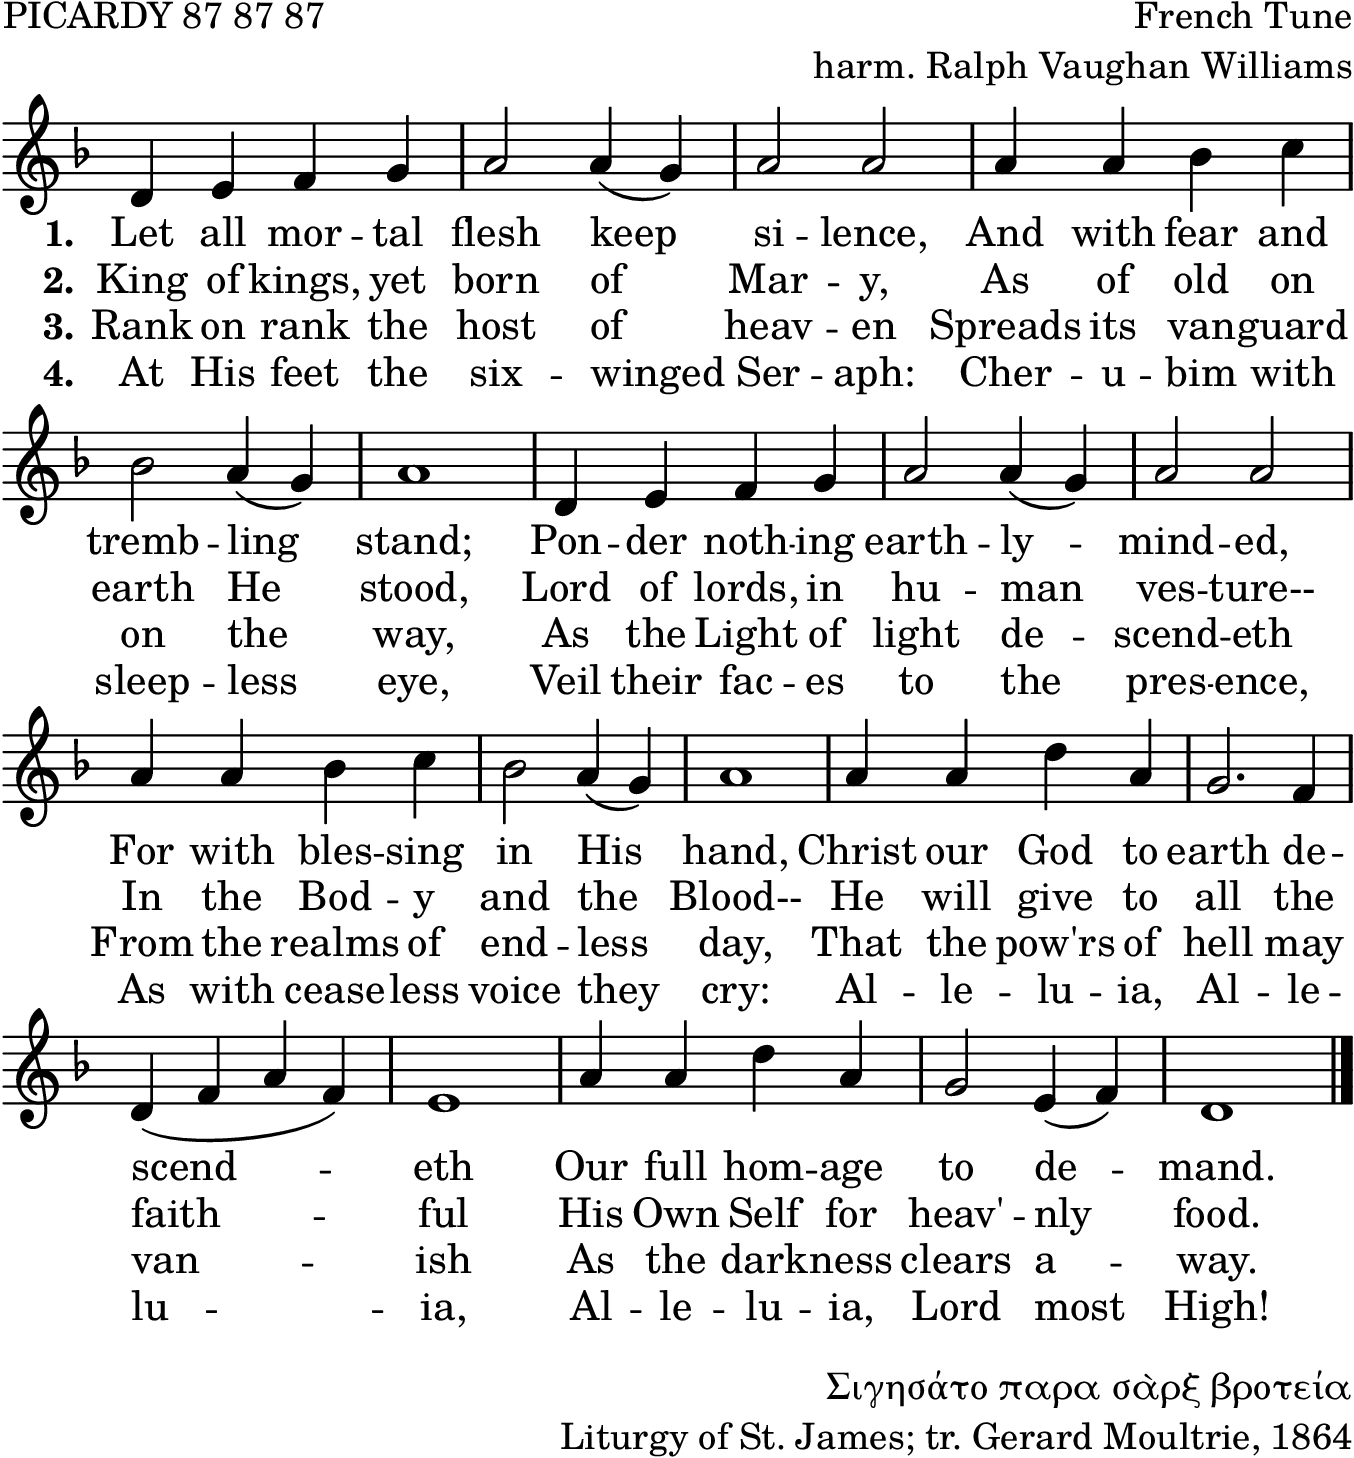 PICARDY 87 87 87
French Tune
harm. Ralph Vaughan Williams
1. Let all mor - tal flesh keep si - lence, And with fear and
2. King of kings, yet born of Mar - y, As of old on
3. Rank on rank the host of heav - en Spreads its vanguard
4. At His feet the six - winged Ser - aph: Cher - u - bim with
tremb - ling stand; Pon - der noth - ing earth - ly - mind - ed,
earth He stood, Lord of lords, in hu - man ves - ture--
on the way, As the Light of light de - scend - eth
sleep - less eye, Veil their fac - es to the pres - ence,
For with bles - sing in His hand, Christ our God to earth de -
In the Bod - y and the Blood-- He will give to all the
From the realms of end - less day, That the pow'rs of hell may
As with ceaseless voice they cry: Al - le - lu - ia, Al - le -
scend - eth Our full hom - age to de - mand.
faith - ful His Own Self for heav' - nly food.
van - ish As the darkness clears a - way.
lu - - ia, Al - le - lu - ia, Lord most High!
Σιγησάτο παρα σὰρξ βροτεία
Liturgy of St. James; tr. Gerard Moultrie, 1864